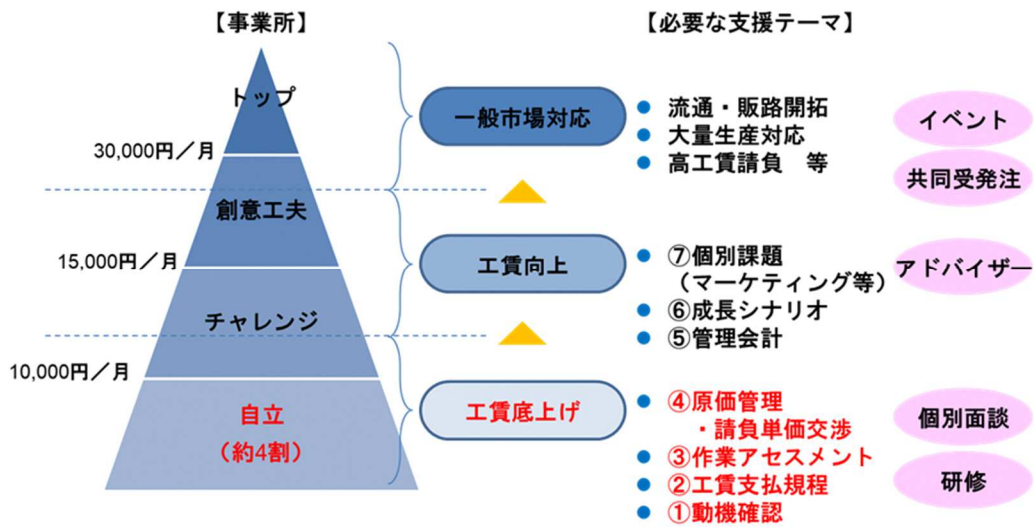 【事業所】
【必要な支援テーマ】
トップ
30,000円／月
創意工夫
15,000円／月
チャレンジ
10,000円／月
自立
（約4割）
一般市場対応
工賃向上
工賃底上げ
● 流通・販路開拓
● 大量生産対応
● 高工賃請負　等
● ⑦個別課題
（マーケティング等）
● ⑥成長シナリオ
● ⑤管理会計
● ④原価管理
・請負単価交渉
● ③作業アセスメント
● ②工賃支払規程
● ①動機確認
イベント
共同受発注
アドバイザー
個別面談
研修